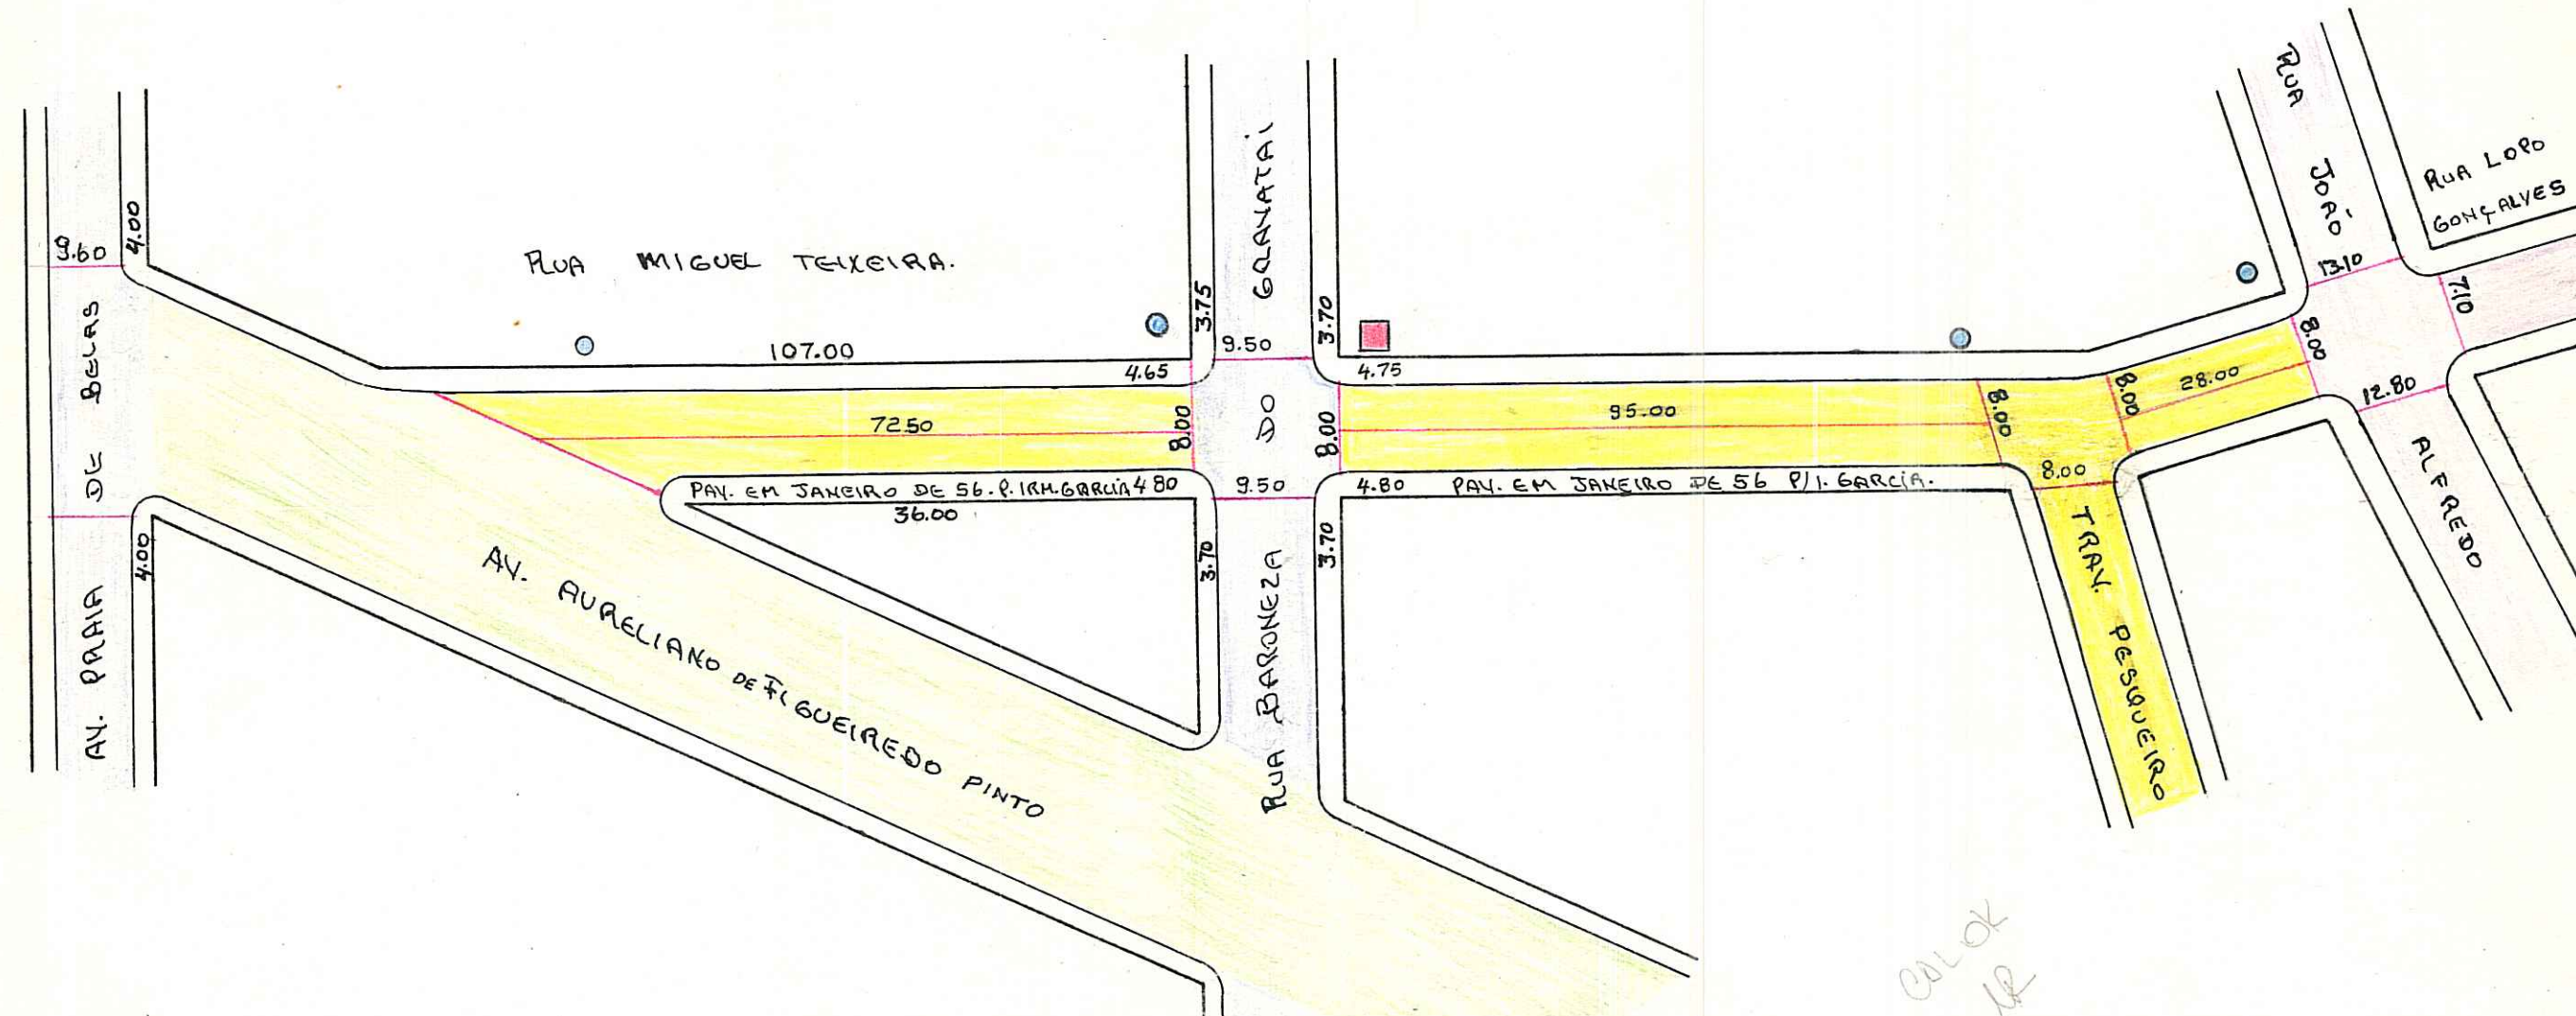 RUA
JOAÓ
ALFREDO
RUA LOPO
GONÇALVES
9.60
4.00
RUA MIGUEL TEIXEIRA.
107.00
4.65
3.75
RUA BARONEZA DO GRAVATAÍ
9.50
3.70
4.75
13.10
7.10
8.00
28.00
12.80
72.50
8.00
8.00
95.00
8.00
8.00
8.00
PAV. EM JANEIRO DE 56. P. IRM. GARCIA 4 80
36.00
9.50
4.80 PAV. EM JANEIRO DE 56 P/ I. GARCIA.
3.70
3.70
4.00
AV. PRAIA DE BELAS
AV. AURELIANO DE FIGUEIREDO PINTO
TRAV. PESQUEIRO